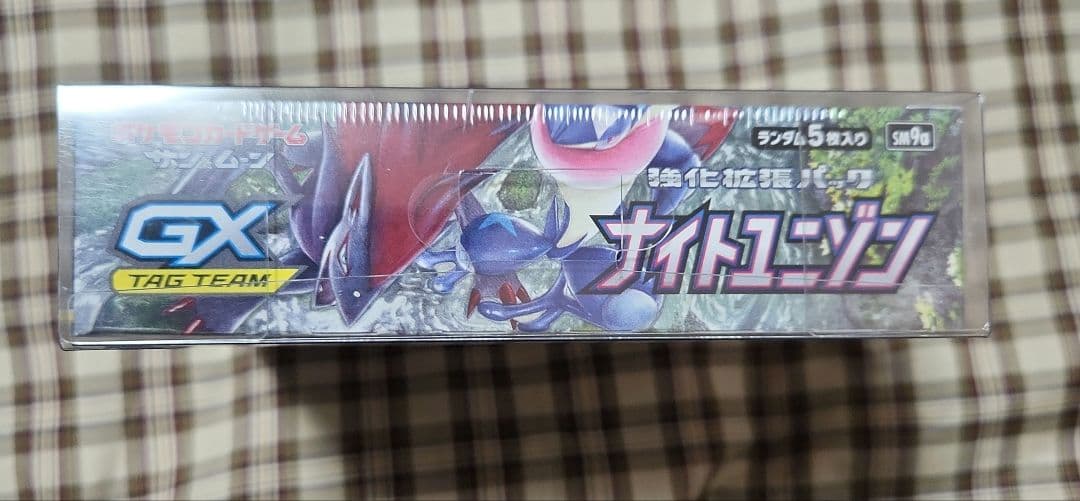 ポケモンカードゲーム
サン&ムーン
GX
TAG TEAM
ランダム5枚入り
SM9a
強化拡張パック
ナイトユニゾン